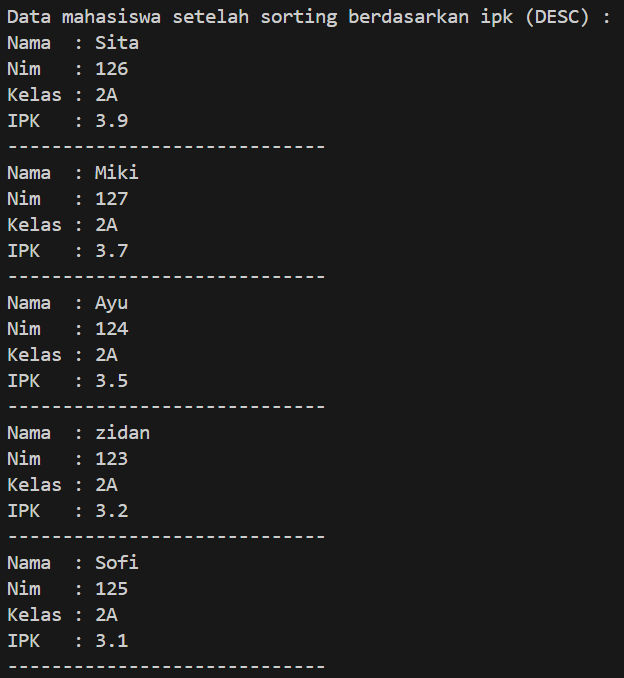 Data mahasiswa setelah sorting berdasarkan ipk (DESC) :
Nama  : Sita
Nim   : 126
Kelas : 2A
IPK   : 3.9
-----------------------------
Nama  : Miki
Nim   : 127
Kelas : 2A
IPK   : 3.7
-----------------------------
Nama  : Ayu
Nim   : 124
Kelas : 2A
IPK   : 3.5
-----------------------------
Nama  : zidan
Nim   : 123
Kelas : 2A
IPK   : 3.2
-----------------------------
Nama  : Sofi
Nim   : 125
Kelas : 2A
IPK   : 3.1
-----------------------------